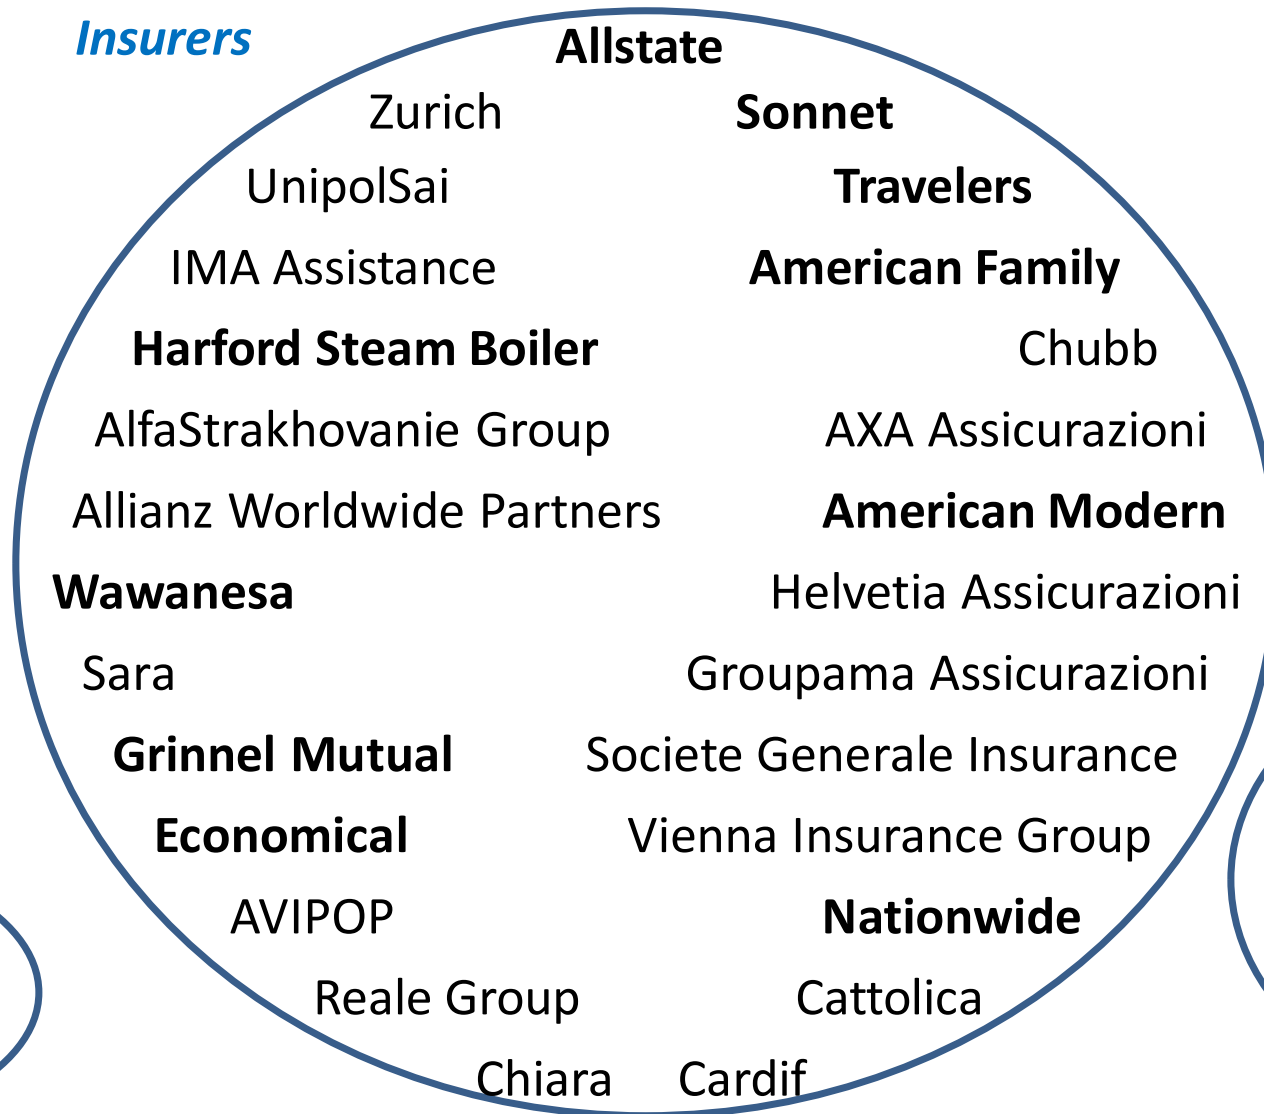 Insurers
Allstate
Zurich Sonnet
UnipolSai Travelers
IMA Assistance American Family
Harford Steam Boiler Chubb
AlfaStrakhovanie Group AXA Assicurazioni
Allianz Worldwide Partners American Modern
Wawanesa Helvetia Assicurazioni
Sara Groupama Assicurazioni
Grinnel Mutual Societe Generale Insurance
Economical Vienna Insurance Group
AVIPOP Nationwide
Reale Group Cattolica
Chiara Cardif